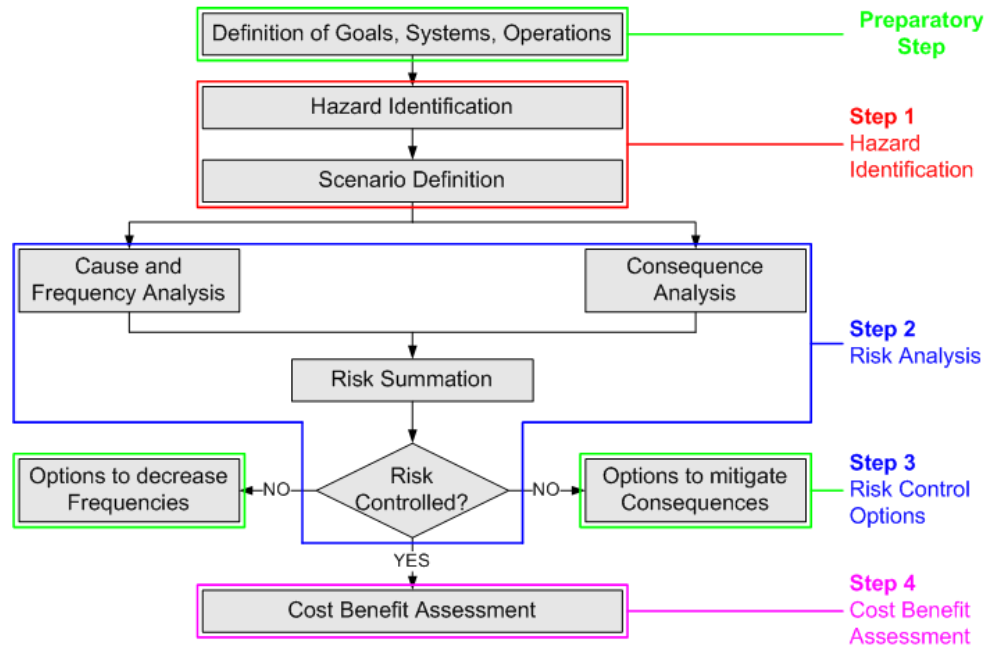 Definition of Goals, Systems, Operations
Preparatory
Step
Hazard Identification
Scenario Definition
Step 1
Hazard
Identification
Cause and
Frequency Analysis
Consequence
Analysis
Risk Summation
Step 2
Risk Analysis
Options to decrease
Frequencies
NO
Risk
Controlled?
NO
Options to mitigate
Consequences
Step 3
Risk Control
Options
YES
Cost Benefit Assessment
Step 4
Cost Benefit
Assessment